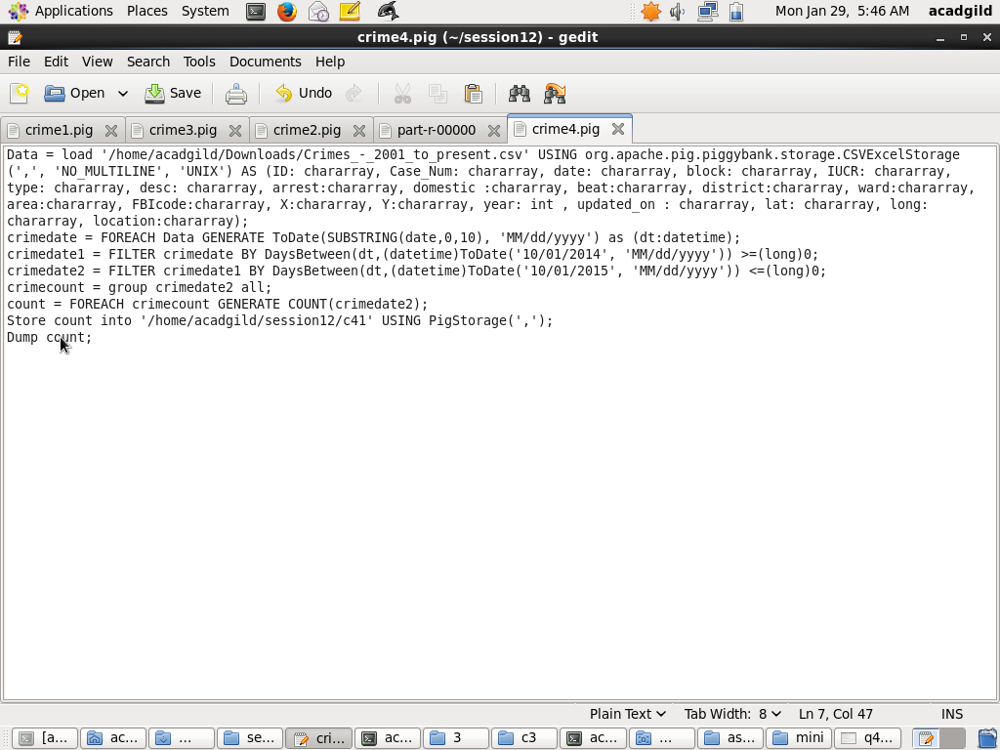 Applications Places System Mon Jan 29, 5:46 AM acadgild
crime4.pig (~/session12) - gedit
File Edit View Search Tools Documents Help
Open Save Undo
crime1.pig crime3.pig crime2.pig part-r-00000 crime4.pig
Data = load '/home/acadgild/Downloads/Crimes_-_2001_to_present.csv' USING org.apache.pig.piggybank.storage.CSVExcelStorage
(',', 'NO_MULTILINE', 'UNIX') AS (ID: chararray, Case_Num: chararray, date: chararray, block: chararray, IUCR: chararray,
type: chararray, desc: chararray, arrest:chararray, domestic :chararray, beat:chararray, district:chararray, ward:chararray,
area:chararray, FBIcode:chararray, X:chararray, Y:chararray, year: int , updated_on : chararray, lat: chararray, long:
chararray, location:chararray);
crimedate = FOREACH Data GENERATE ToDate(SUBSTRING(date,0,10), 'MM/dd/yyyy') as (dt:datetime);
crimedate1 = FILTER crimedate BY DaysBetween(dt,(datetime)ToDate('10/01/2014', 'MM/dd/yyyy')) >=(long)0;
crimedate2 = FILTER crimedate1 BY DaysBetween(dt,(datetime)ToDate('10/01/2015', 'MM/dd/yyyy')) <=(long)0;
crimecount = group crimedate2 all;
count = FOREACH crimecount GENERATE COUNT(crimedate2);
Store count into '/home/acadgild/session12/c41' USING PigStorage(',');
Dump count;
Plain Text Tab Width: 8 Ln 7, Col 47 INS
[a... ac... ... se... cri... ac... 3 c3 ac... ... as... mini q4...